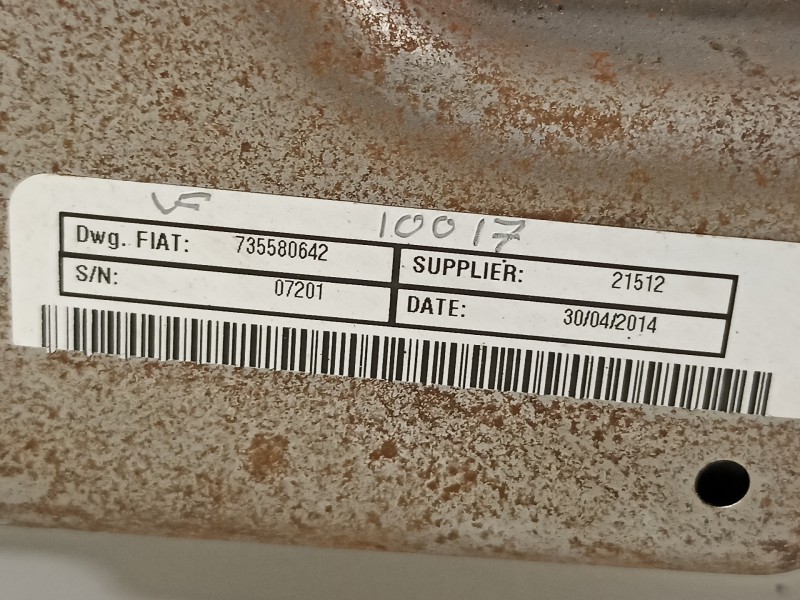 VF 10017
Dwg. FIAT: 735580642 SUPPLIER: 21512
S/N: 07201 DATE: 30/04/2014